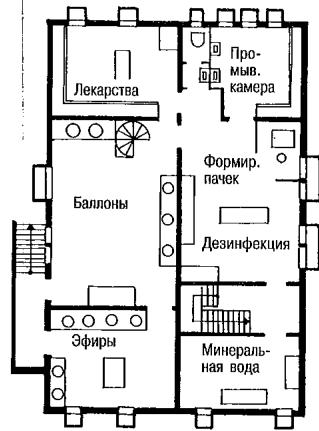 Про-
мыв.
камера
Лекарства
Формир.
пачек
Баллоны
Дезинфекция
Эфиры
Минераль-
ная вода